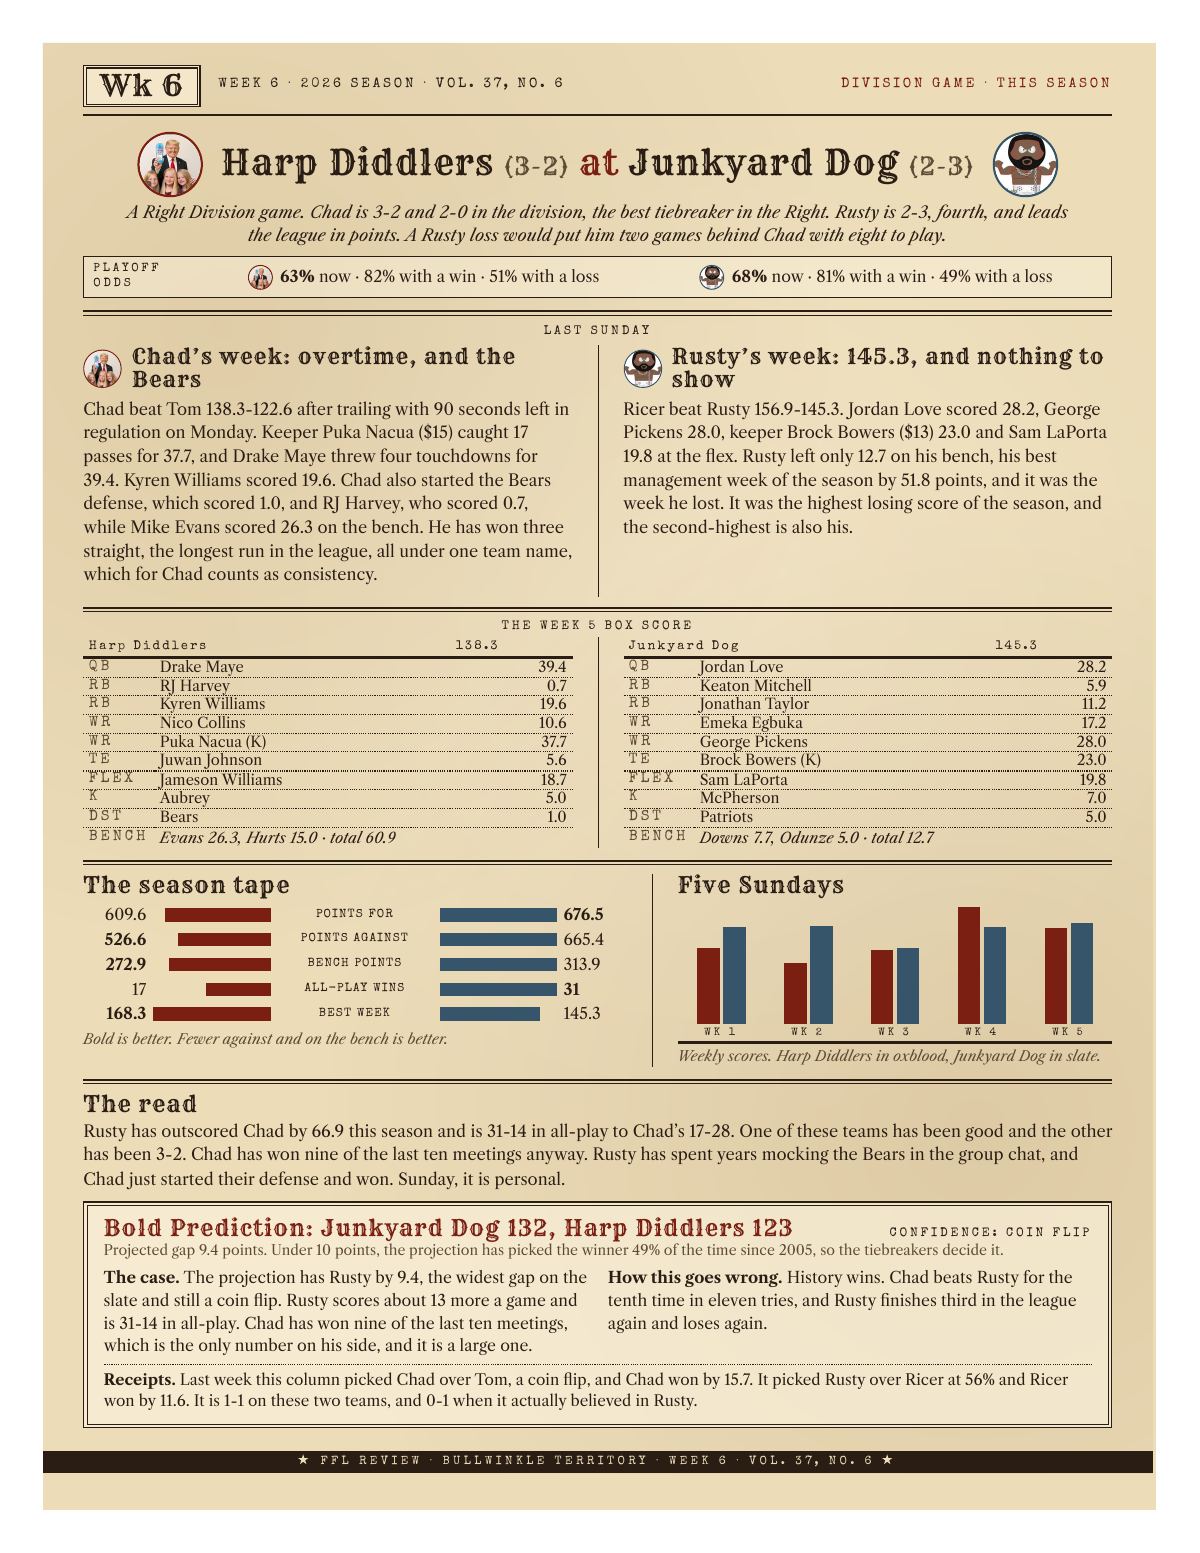 Wk 6
WEEK 6 · 2026 SEASON · VOL. 37, NO. 6
DIVISION GAME · THIS SEASON
Harp Diddlers (3-2) at Junkyard Dog (2-3)
A Right Division game. Chad is 3-2 and 2-0 in the division, the best tiebreaker in the Right. Rusty is 2-3, fourth, and leads
the league in points. A Rusty loss would put him two games behind Chad with eight to play.
PLAYOFF
ODDS
63% now · 82% with a win · 51% with a loss
68% now · 81% with a win · 49% with a loss
LAST SUNDAY
Chad's week: overtime, and the
Bears
Chad beat Tom 138.3-122.6 after trailing with 90 seconds left in
regulation on Monday. Keeper Puka Nacua ($15) caught 17
passes for 37.7, and Drake Maye threw four touchdowns for
39.4. Kyren Williams scored 19.6. Chad also started the Bears
defense, which scored 1.0, and RJ Harvey, who scored 0.7,
while Mike Evans scored 26.3 on the bench. He has won three
straight, the longest run in the league, all under one team name,
which for Chad counts as consistency.
Rusty's week: 145.3, and nothing to
show
Ricer beat Rusty 156.9-145.3. Jordan Love scored 28.2, George
Pickens 28.0, keeper Brock Bowers ($13) 23.0 and Sam LaPorta
19.8 at the flex. Rusty left only 12.7 on his bench, his best
management week of the season by 51.8 points, and it was the
week he lost. It was the highest losing score of the season, and
the second-highest is also his.
THE WEEK 5 BOX SCORE
Harp Diddlers 138.3
QB Drake Maye 39.4
RB RJ Harvey 0.7
RB Kyren Williams 19.6
WR Nico Collins 10.6
WR Puka Nacua (K) 37.7
TE Juwan Johnson 5.6
FLEX Jameson Williams 18.7
K Aubrey 5.0
DST Bears 1.0
BENCH Evans 26.3, Hurts 15.0 · total 60.9
Junkyard Dog 145.3
QB Jordan Love 28.2
RB Keaton Mitchell 5.9
RB Jonathan Taylor 11.2
WR Emeka Egbuka 17.2
WR George Pickens 28.0
TE Brock Bowers (K) 23.0
FLEX Sam LaPorta 19.8
K McPherson 7.0
DST Patriots 5.0
BENCH Downs 7.7, Odunze 5.0 · total 12.7
The season tape
609.6 POINTS FOR 676.5
526.6 POINTS AGAINST 665.4
272.9 BENCH POINTS 313.9
17 ALL-PLAY WINS 31
168.3 BEST WEEK 145.3
Bold is better. Fewer against and on the bench is better.
Five Sundays
WK 1 WK 2 WK 3 WK 4 WK 5
Weekly scores. Harp Diddlers in oxblood, Junkyard Dog in slate.
The read
Rusty has outscored Chad by 66.9 this season and is 31-14 in all-play to Chad's 17-28. One of these teams has been good and the other
has been 3-2. Chad has won nine of the last ten meetings anyway. Rusty has spent years mocking the Bears in the group chat, and
Chad just started their defense and won. Sunday, it is personal.
Bold Prediction: Junkyard Dog 132, Harp Diddlers 123
CONFIDENCE: COIN FLIP
Projected gap 9.4 points. Under 10 points, the projection has picked the winner 49% of the time since 2005, so the tiebreakers decide it.
The case. The projection has Rusty by 9.4, the widest gap on the
slate and still a coin flip. Rusty scores about 13 more a game and
is 31-14 in all-play. Chad has won nine of the last ten meetings,
which is the only number on his side, and it is a large one.
How this goes wrong. History wins. Chad beats Rusty for the
tenth time in eleven tries, and Rusty finishes third in the league
again and loses again.
Receipts. Last week this column picked Chad over Tom, a coin flip, and Chad won by 15.7. It picked Rusty over Ricer at 56% and Ricer
won by 11.6. It is 1-1 on these two teams, and 0-1 when it actually believed in Rusty.
★ FFL REVIEW · BULLWINKLE TERRITORY · WEEK 6 · VOL. 37, NO. 6 ★